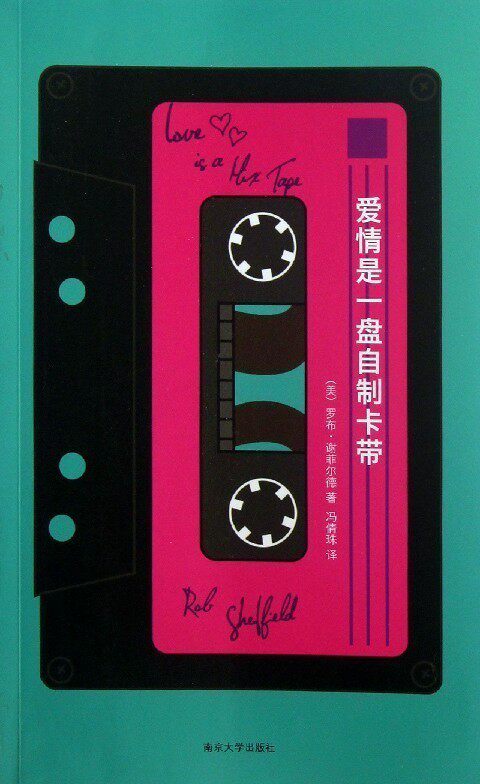 Love
is a Mix Tape
爱情是一盘自制卡带
（美）罗布·谢菲尔德 著 冯倩珠 译
Rob Sheffield
南京大学出版社